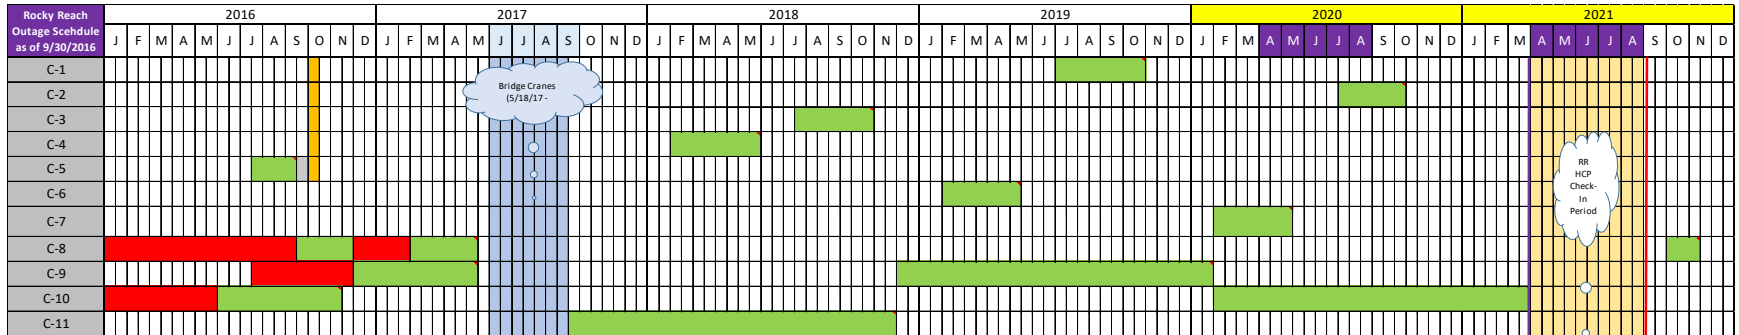 Rocky Reach
Outage Scehdule
as of 9/30/2016
2016 2017 2018 2019 2020 2021
J F M A M J J A S O N D J F M A M J J A S O N D J F M A M J J A S O N D J F M A M J J A S O N D J F M A M J J A S O N D J F M A M J J A S O N D
C-1
C-2
Bridge Cranes
(5/18/17 -
C-3
C-4
C-5
RR
HCP
Check-
In
Period
C-6
C-7
C-8
C-9
C-10
C-11